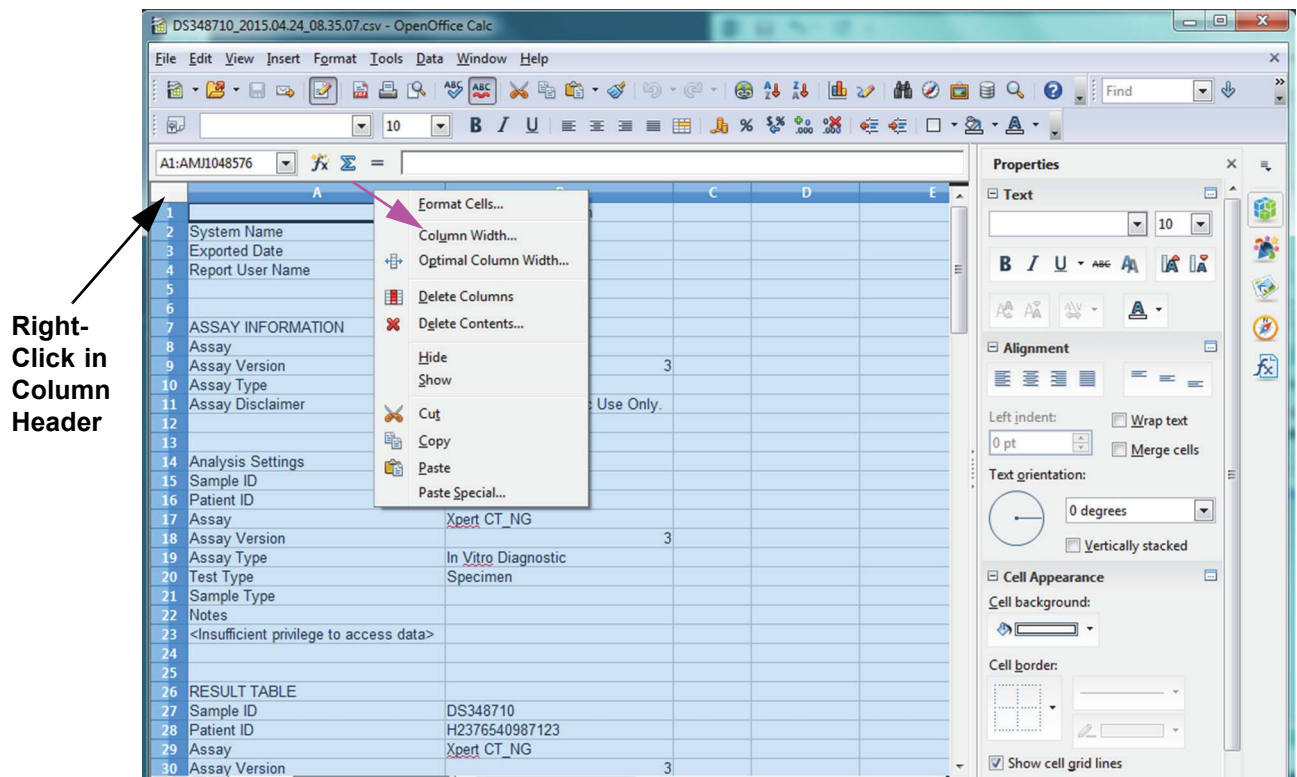 DS348710_2015.04.24_08.35.07.csv - OpenOffice Calc
File Edit View Insert Format Tools Data Window Help
Find
10
A1:AMJ1048576
Properties
A C D E
Text
10
1
2 System Name
3 Exported Date
4 Report User Name
5
6
7 ASSAY INFORMATION
8 Assay
9 Assay Version 3
10 Assay Type
11 Assay Disclaimer Use Only.
12
13
14 Analysis Settings
15 Sample ID
16 Patient ID
17 Assay Xpert CT_NG
18 Assay Version 3
19 Assay Type In Vitro Diagnostic
20 Test Type Specimen
21 Sample Type
22 Notes
23 <Insufficient privilege to access data>
24
25
26 RESULT TABLE
27 Sample ID DS348710
28 Patient ID H2376540987123
29 Assay Xpert CT_NG
30 Assay Version 3
Format Cells...
Column Width...
Optimal Column Width...
Delete Columns
Delete Contents...
Hide
Show
Cut
Copy
Paste
Paste Special...
Alignment
Left indent:
Wrap text
0 pt
Merge cells
Text orientation:
0 degrees
Vertically stacked
Cell Appearance
Cell background:
Cell border:
Show cell grid lines
Right-
Click in
Column
Header